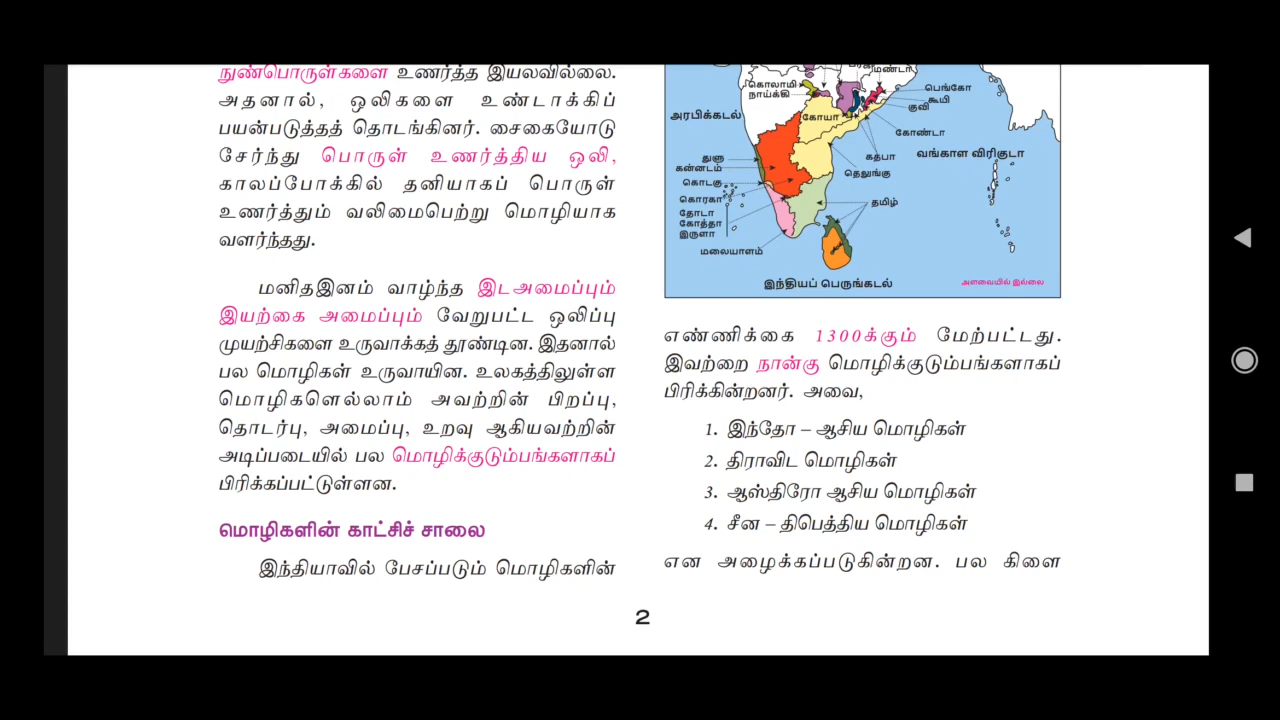 நுண்பொருள்களை உணர்த்த இயலவில்லை.
அதனால், ஒலிகளை உண்டாக்கிப்
பயன்படுத்தத் தொடங்கினர். சைகையோடு
சேர்ந்து பொருள் உணர்த்திய ஒலி,
காலப்போக்கில் தனியாகப் பொருள்
உணர்த்தும் வலிமைபெற்று மொழியாக
வளர்ந்தது.
மனிதஇனம் வாழ்ந்த இடஅமைப்பும்
இயற்கை அமைப்பும் வேறுபட்ட ஒலிப்பு
முயற்சிகளை உருவாக்கத் தூண்டின. இதனால்
பல மொழிகள் உருவாயின. உலகத்திலுள்ள
மொழிகளெல்லாம் அவற்றின் பிறப்பு,
தொடர்பு, அமைப்பு, உறவு ஆகியவற்றின்
அடிப்படையில் பல மொழிக்குடும்பங்களாகப்
பிரிக்கப்பட்டுள்ளன.
மொழிகளின் காட்சிச் சாலை
இந்தியாவில் பேசப்படும் மொழிகளின்
மண்டா
கொலாமி
நாய்க்கி
பெங்கோ
கூயி
குவி
அரபிக்கடல்
கோயா
கோண்டா
கதபா
வங்காள விரிகுடா
துளு
கன்னடம்
தெலுங்கு
கொடகு
கொரகா
தமிழ்
தோடா
கோத்தா
இருளா
மலையாளம்
இந்தியப் பெருங்கடல்
அளவையில் இல்லை
எண்ணிக்கை 1300க்கும் மேற்பட்டது.
இவற்றை நான்கு மொழிக்குடும்பங்களாகப்
பிரிக்கின்றனர். அவை,
1. இந்தோ – ஆசிய மொழிகள்
2. திராவிட மொழிகள்
3. ஆஸ்திரோ ஆசிய மொழிகள்
4. சீன – திபெத்திய மொழிகள்
என அழைக்கப்படுகின்றன. பல கிளை
2